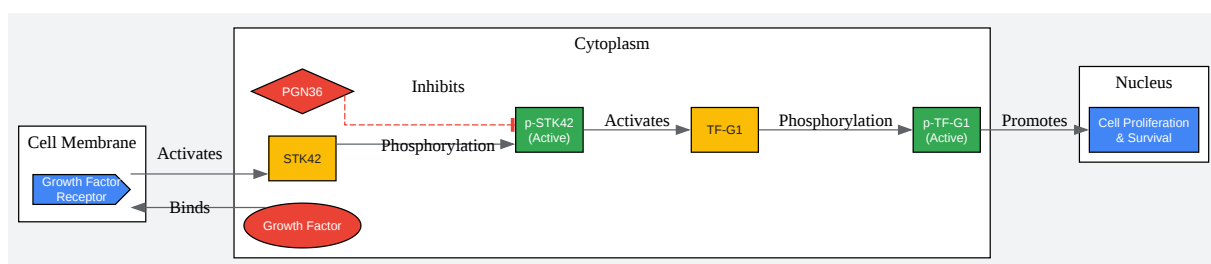 Cytoplasm
Nucleus
PGN36
Inhibits
p-STK42
(Active)
Activates
TF-G1
Phosphorylation
p-TF-G1
(Active)
Promotes
Cell Proliferation
& Survival
Cell Membrane
Activates
STK42
Phosphorylation
Growth Factor
Receptor
Binds
Growth Factor